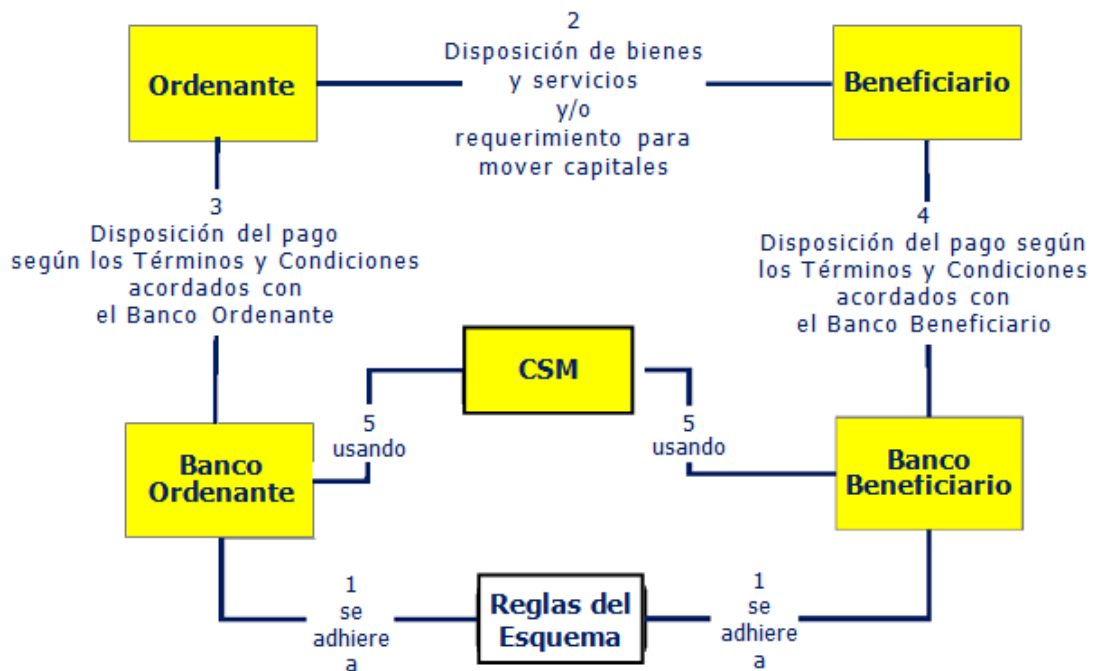 2
Disposición de bienes
y servicios
y/o
requerimiento para
mover capitales
Ordenante
Beneficiario
3
Disposición del pago
según los Términos y Condiciones
acordados con
el Banco Ordenante
4
Disposición del pago según
los Términos y Condiciones
acordados con
el Banco Beneficiario
CSM
5
usando
5
usando
Banco
Ordenante
Banco
Beneficiario
1
se
adhiere
a
Reglas del
Esquema
1
se
adhiere
a